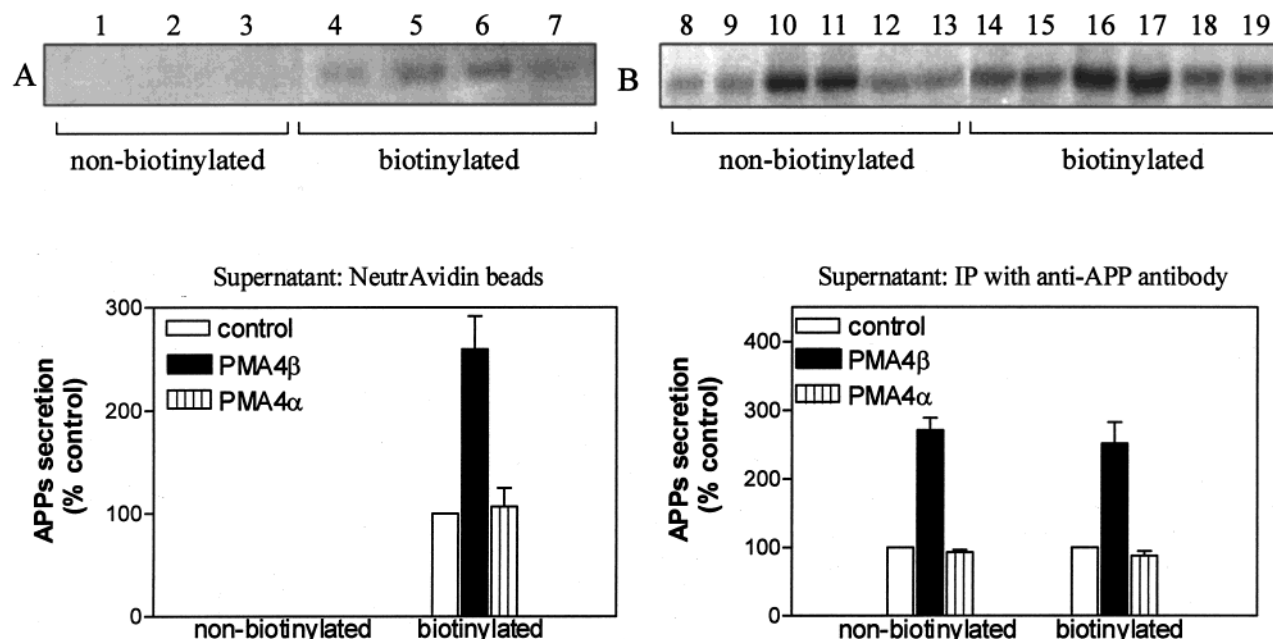 1 2 3 4 5 6 7
A
non-biotinylated biotinylated
8 9 10 11 12 13 14 15 16 17 18 19
B
non-biotinylated biotinylated
Supernatant: NeutrAvidin beads
300
200
100
0
APPs secretion
(% control)
control
PMA4β
PMA4α
non-biotinylated biotinylated
Supernatant: IP with anti-APP antibody
400
300
200
100
0
APPs secretion
(% control)
control
PMA4β
PMA4α
non-biotinylated biotinylated